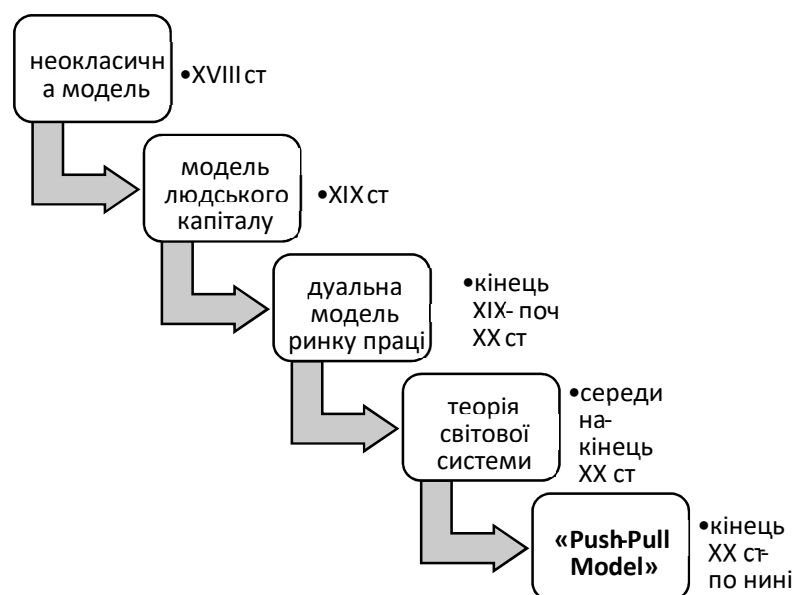 неокласичн
а модель
•XVIII ст
модель
людського
капіталу
•XIX ст
дуальна
модель
ринку праці
•кінець
XIX- поч
XX ст
теорія
світової
системи
•середи
на-
кінець
XX ст
«Push-Pull
Model»
•кінець
XX ст-
по нині